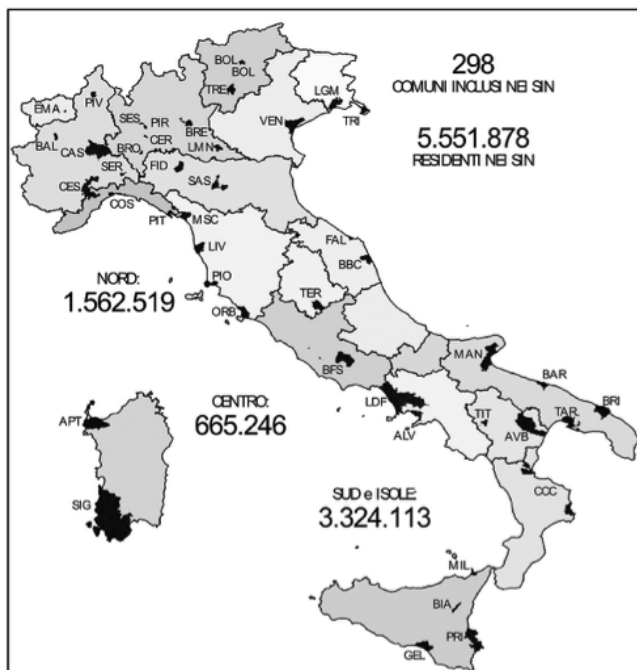 298
COMUNI INCLUSI NEI SIN
5.551.878
RESIDENTI NEI SIN
BOL
BOL
TRE
PIV
EMA
LGM
VEN
TRI
SES
PIR
BRE
BAL
CER
LMN
CAS
BRO
SER
FID
SAS
CES
COS
PIT
MSC
LIV
FAL
BBC
NORD:
1.562.519
PIO
TER
ORB
MAN
BFS
BAR
CENTRO:
665.246
LDF
BRI
APT
TIT
TAR
ALV
AVB
SIG
SUD e ISOLE:
3.324.113
CCC
MIL
BIA
PRI
GEL